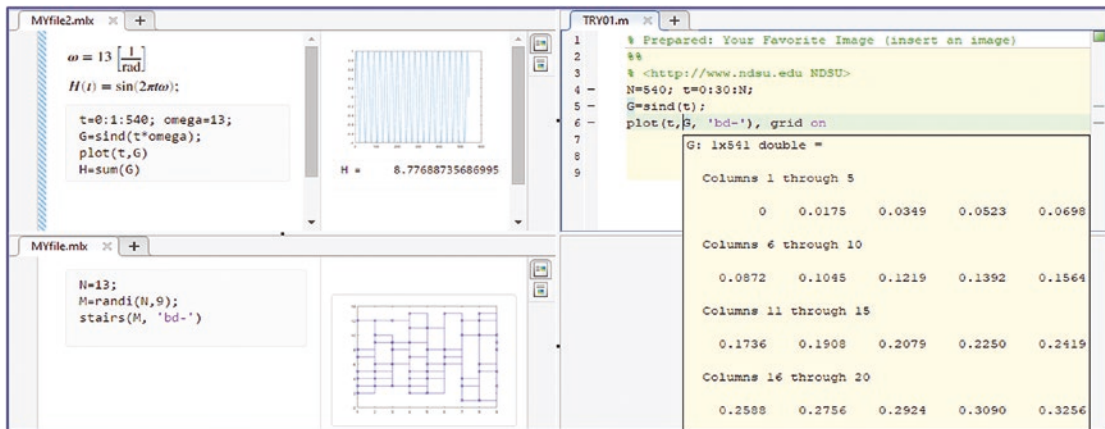 MYfile2.mlx × +
ω = 13 [1/rad]
H(t) = sin(2πtω);
t=0:1:540; omega=13;
G=sind(t*omega);
plot(t,G)
H=sum(G)
H = 8.77688735686995
MYfile.mlx × +
N=13;
M=randi(N,9);
stairs(M, 'bd-')
TRY01.m × +
1 % Prepared: Your Favorite Image (insert an image)
2 %%
3 % <http://www.ndsu.edu NDSU>
4 – N=540; t=0:30:N;
5 – G=sind(t);
6 – plot(t,G, 'bd-'), grid on
7
8
9
G: 1x541 double =
Columns 1 through 5
0 0.0175 0.0349 0.0523 0.0698
Columns 6 through 10
0.0872 0.1045 0.1219 0.1392 0.1564
Columns 11 through 15
0.1736 0.1908 0.2079 0.2250 0.2419
Columns 16 through 20
0.2588 0.2756 0.2924 0.3090 0.3256